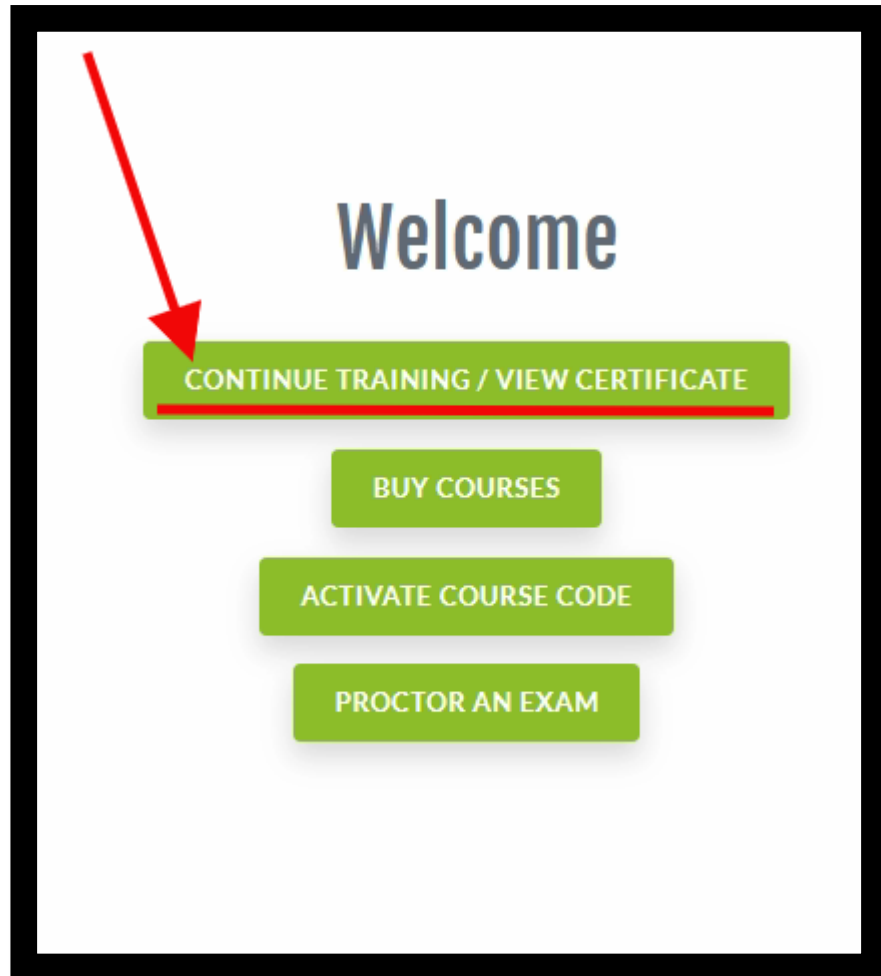 Welcome
CONTINUE TRAINING / VIEW CERTIFICATE
BUY COURSES
ACTIVATE COURSE CODE
PROCTOR AN EXAM